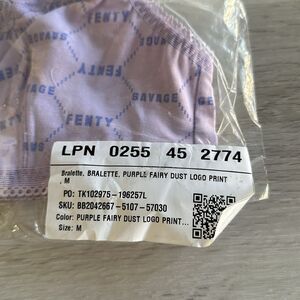 FENTY
SAVAGE
SAVAGE
FENTY
SAVAGE
FENTY
SAVAGE
LPN 0255 45 2774
Bralette, BRALETTE, PURPLE FAIRY DUST LOGO PRINT
, M
PO: TK102975-196257L
SKU: BB2042667-5107-57030
Color: PURPLE FAIRY DUST LOGO PRINT...
Size: M